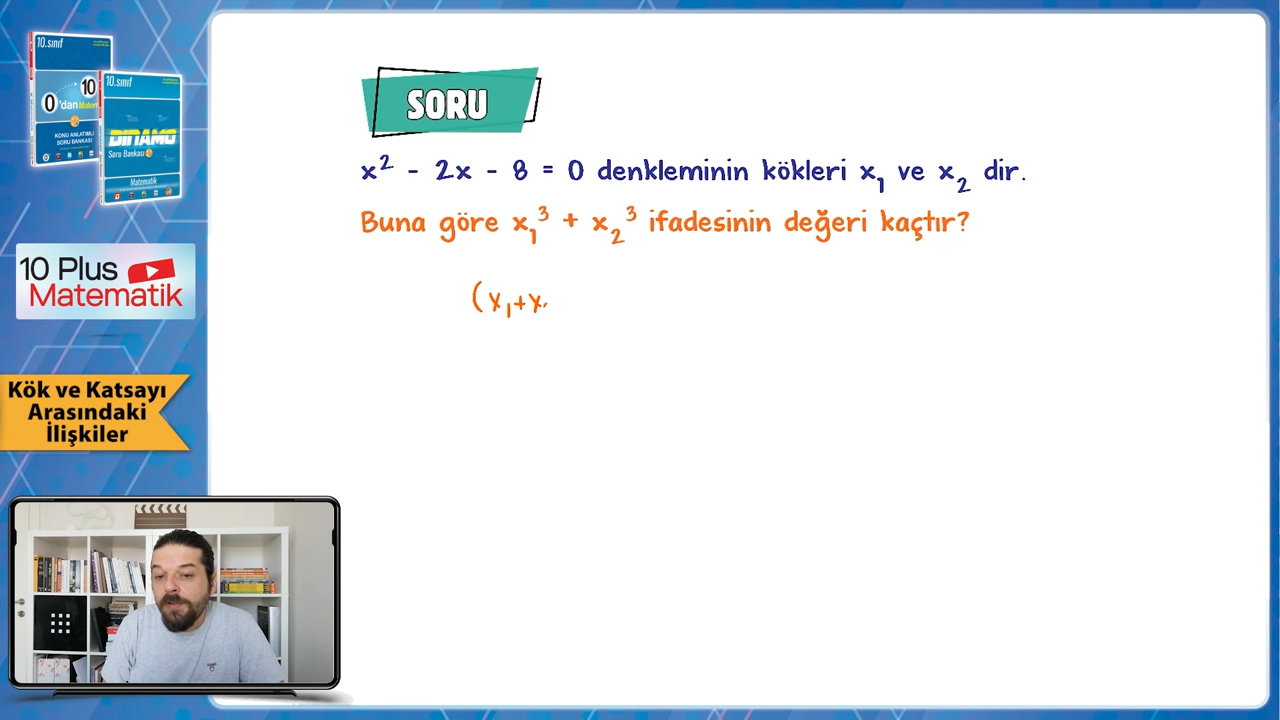 10.sınıf
10.sınıf
0'dan 10
KONU ANLATIMLI
SORU BANKASI
DİNAMO
Soru Bankası
Matematik
SORU
x² - 2x - 8 = 0 denkleminin kökleri x₁ ve x₂ dir.
Buna göre x₁³ + x₂³ ifadesinin değeri kaçtır?
(x₁+x
10 Plus
Matematik
Kök ve Katsayı
Arasındaki
İlişkiler